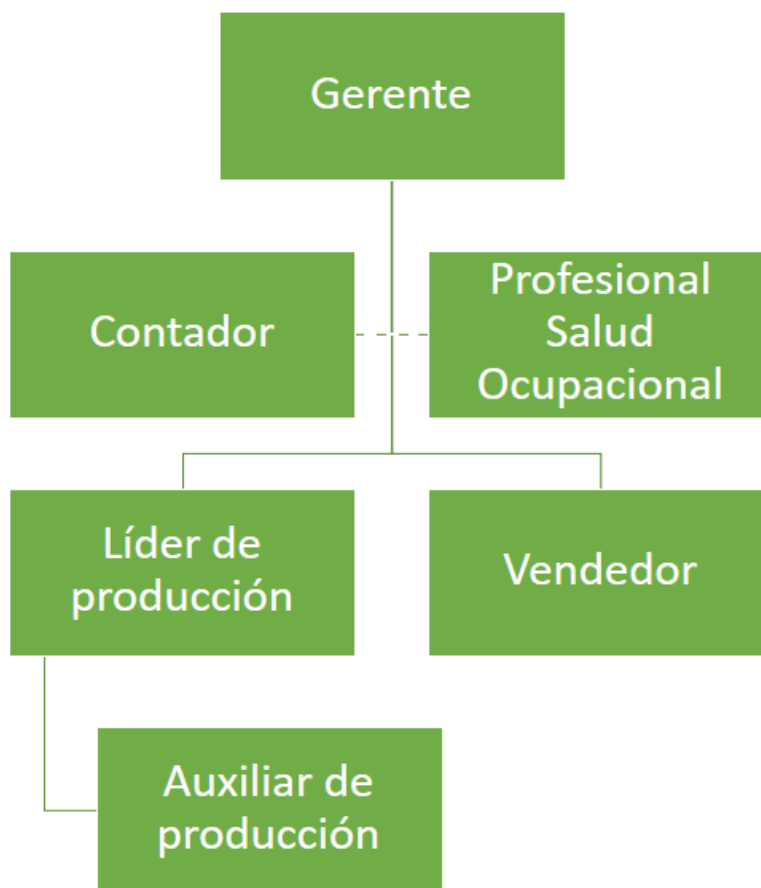 Gerente
Contador
Profesional
Salud
Ocupacional
Líder de
producción
Vendedor
Auxiliar de
producción